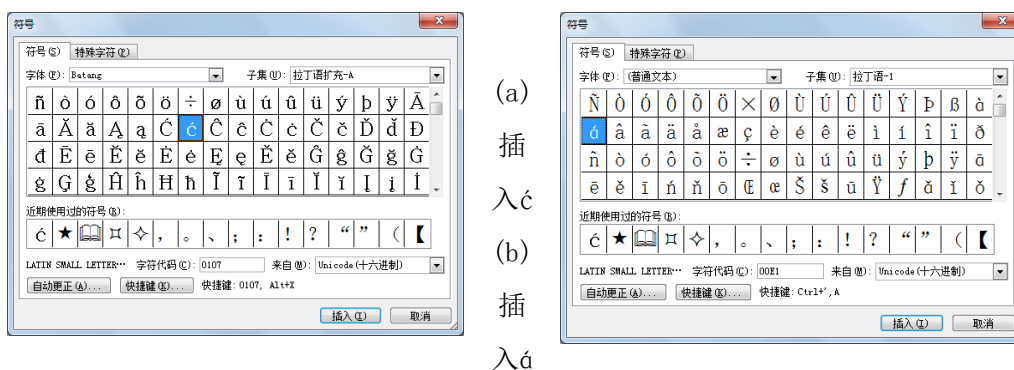 符号
符号(S) 特殊字符(P)
字体(F): Batang 子集(U): 拉丁语扩充-A
ñ ò ó ô õ ö ÷ ø ù ú û ü ý þ ÿ Ā
ā Ă ă Ą ą Ć ć Ĉ ĉ Ċ ċ Č č Ď ď Đ
đ Ē ē Ĕ ĕ Ė ė Ę ę Ě ě Ĝ ĝ Ğ ğ Ġ
ġ Ģ ģ Ĥ ĥ Ħ ħ Ĩ ĩ Ī ī Ĭ ĭ Į į İ
近期使用过的符号(R):
ć ★ 🕮 ¤ ✧ , 。 、 ; : ! ? “ ” ( 【
LATIN SMALL LETTER… 字符代码(C): 0107 来自(M): Unicode(十六进制)
自动更正(A)... 快捷键(K)... 快捷键: 0107, Alt+X
插入(I) 取消
(a)
插
入ć
(b)
插
入á
符号
符号(S) 特殊字符(P)
字体(F): (普通文本) 子集(U): 拉丁语-1
Ñ Ò Ó Ô Õ Ö × Ø Ù Ú Û Ü Ý Þ ß à
á â ã ä å æ ç è é ê ë ì í î ï ð
ñ ò ó ô õ ö ÷ ø ù ú û ü ý þ ÿ ā
ē ě ī ń ň ō Œ œ Š š ū Ÿ ƒ ǎ ǐ ǒ
近期使用过的符号(R):
ć ★ 🕮 ¤ ✧ , 。 、 ; : ! ? “ ” ( 【
LATIN SMALL LETTER… 字符代码(C): 00E1 来自(M): Unicode(十六进制)
自动更正(A)... 快捷键(K)... 快捷键: Ctrl+',A
插入(I) 取消